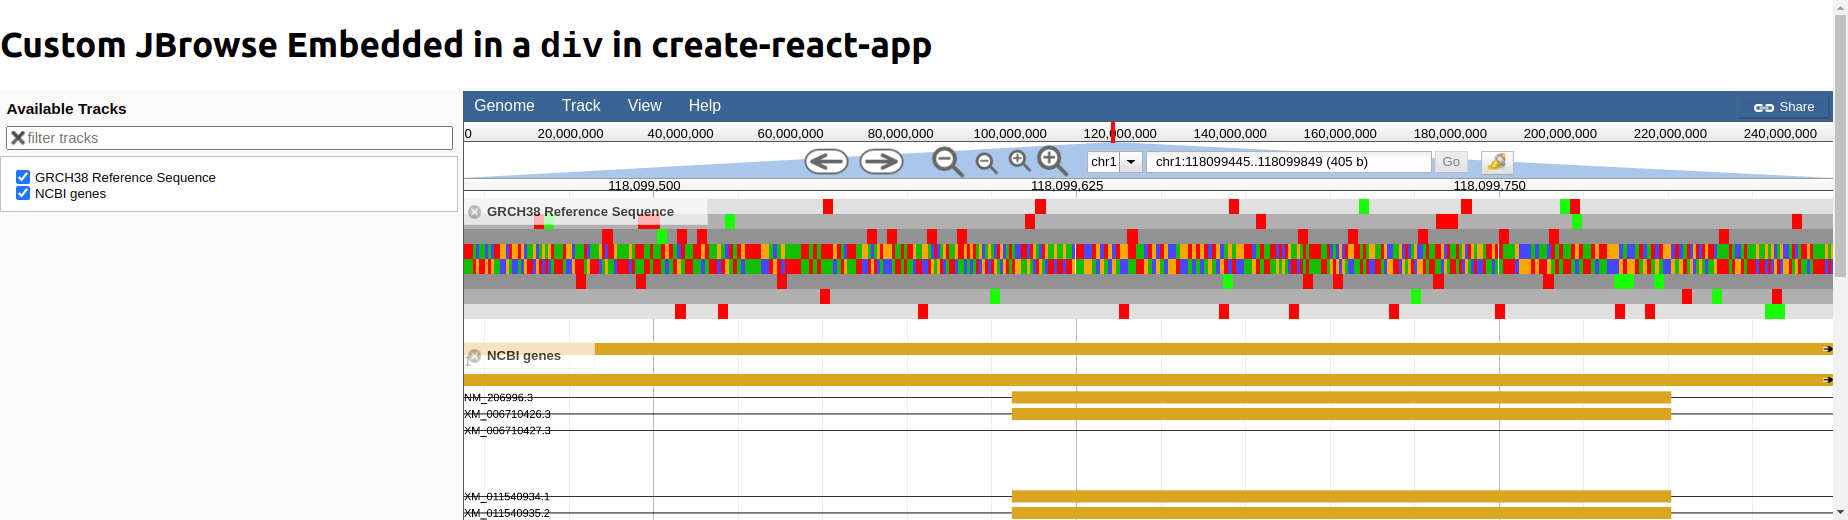 Custom JBrowse Embedded in a div in create-react-app
Available Tracks
filter tracks
GRCH38 Reference Sequence
NCBI genes
Genome Track View Help Share
0 20,000,000 40,000,000 60,000,000 80,000,000 100,000,000 120,000,000 140,000,000 160,000,000 180,000,000 200,000,000 220,000,000 240,000,000
chr1 chr1:118099445..118099849 (405 b) Go
118,099,500 118,099,625 118,099,750
GRCH38 Reference Sequence
NCBI genes
NM_206996.3
XM_006710426.3
XM_006710427.3
XM_011540934.1
XM_011540935.2